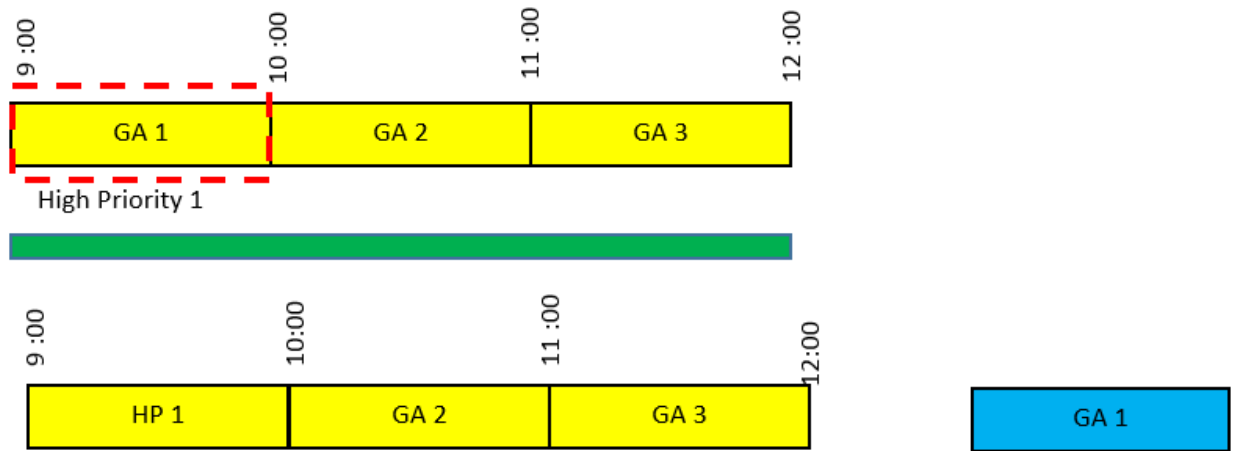 9 :00
10 :00
11 :00
12 :00
GA 1
GA 2
GA 3
High Priority 1
9 :00
10:00
11 :00
12:00
HP 1
GA 2
GA 3
GA 1